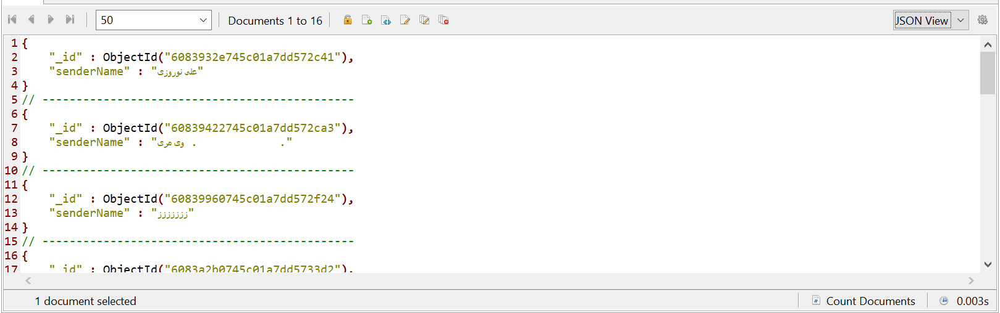 50
Documents 1 to 16
JSON View
1 {
2 "_id" : ObjectId("6083932e745c01a7dd572c41"),
3 "senderName" : "علی نوروزی"
4 }
5 // ----------------------------------------------
6 {
7 "_id" : ObjectId("60839422745c01a7dd572ca3"),
8 "senderName" : "وی مری . ."
9 }
10 // ----------------------------------------------
11 {
12 "_id" : ObjectId("60839960745c01a7dd572f24"),
13 "senderName" : "ززززززز"
14 }
15 // ----------------------------------------------
16 {
17 "_id" : ObjectId("6083a2b0745c01a7dd5733d2"),
1 document selected
Count Documents
0.003s